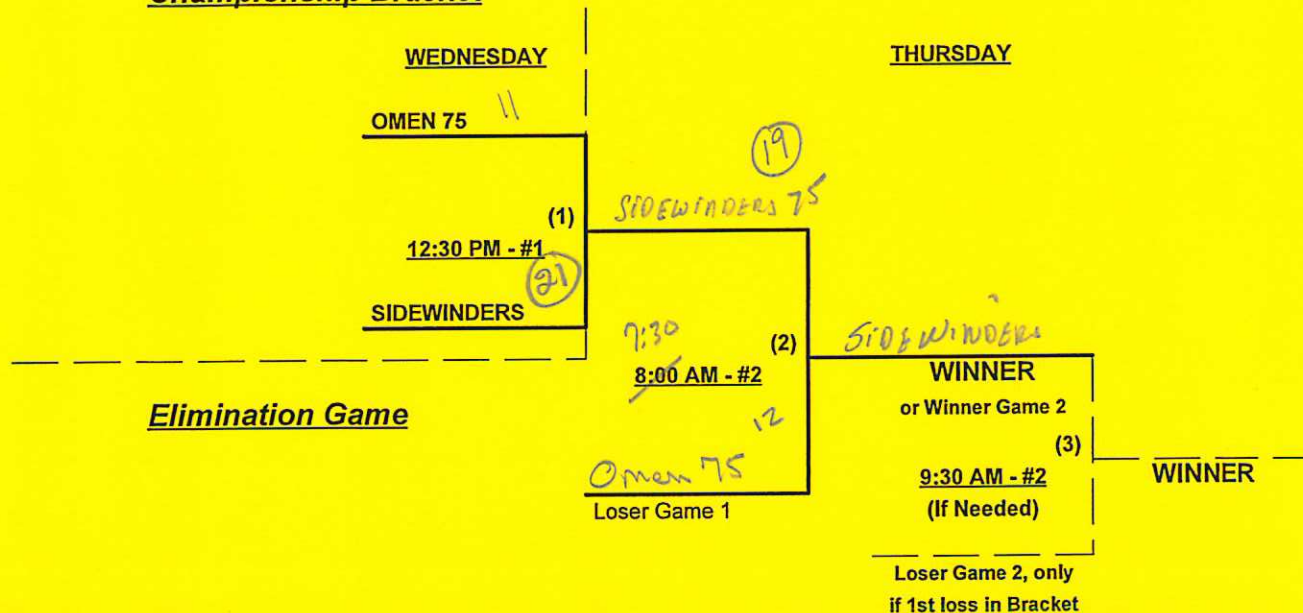 Championship Bracket
WEDNESDAY
THURSDAY
OMEN 75 11
19
SIDEWINDERS 75
(1)
12:30 PM - #1
21
SIDEWINDERS
7:30
(2)
8:00 AM - #2
SIDEWINDERS
WINNER
or Winner Game 2
12
Elimination Game
(3)
Omen 75
9:30 AM - #2
WINNER
Loser Game 1
(If Needed)
Loser Game 2, only
if 1st loss in Bracket